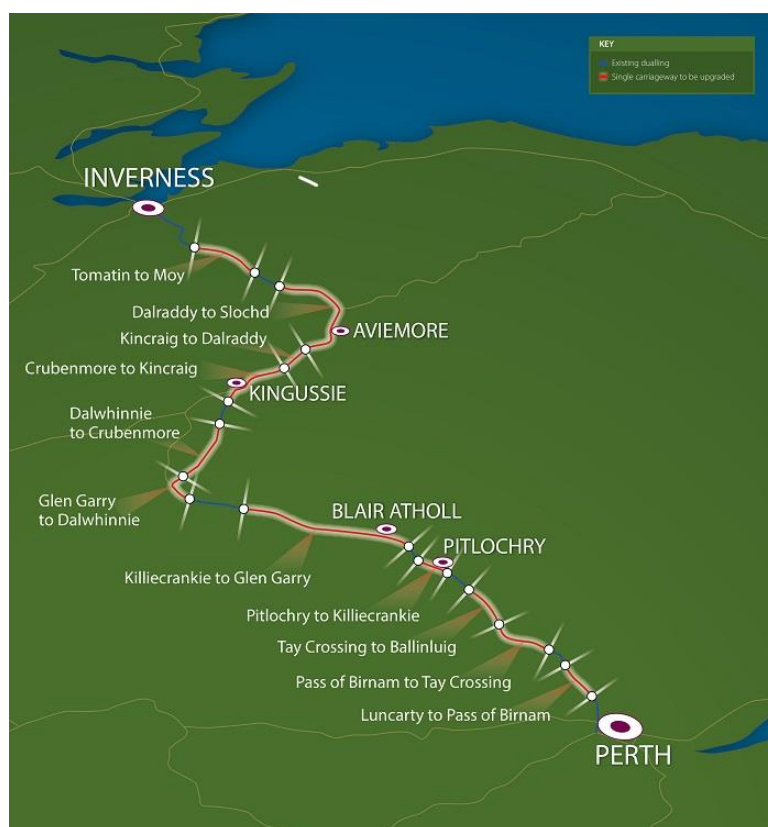 KEY
Existing dualling
Single carriageway to be upgraded
INVERNESS
Tomatin to Moy
Dalraddy to Slochd
Kincraig to Dalraddy
AVIEMORE
Crubenmore to Kincraig
KINGUSSIE
Dalwhinnie
to Crubenmore
Glen Garry
to Dalwhinnie
BLAIR ATHOLL
PITLOCHRY
Killiecrankie to Glen Garry
Pitlochry to Killiecrankie
Tay Crossing to Ballinluig
Pass of Birnam to Tay Crossing
Luncarty to Pass of Birnam
PERTH